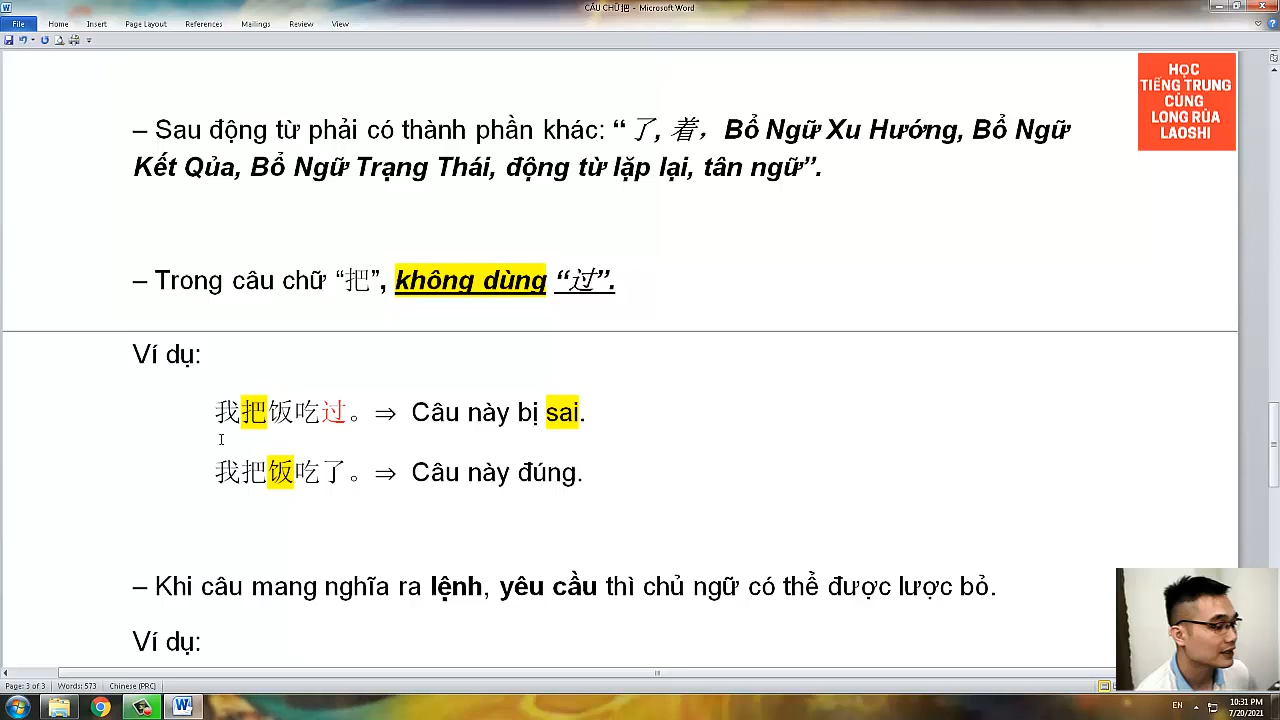 CÂU CHỮ 把 - Microsoft Word
File Home Insert Page Layout References Mailings Review View
HỌC
TIẾNG TRUNG
CÙNG
LONG RÙA
LAOSHI
– Sau động từ phải có thành phần khác: “了, 着，Bổ Ngữ Xu Hướng, Bổ Ngữ
Kết Qủa, Bổ Ngữ Trạng Thái, động từ lặp lại, tân ngữ”.
– Trong câu chữ “把”, không dùng “过”.
Ví dụ:
我把饭吃过。⇒ Câu này bị sai.
我把饭吃了。⇒ Câu này đúng.
– Khi câu mang nghĩa ra lệnh, yêu cầu thì chủ ngữ có thể được lược bỏ.
Ví dụ:
Page: 3 of 3 Words: 573 Chinese (PRC)
EN 10:31 PM
7/20/2021